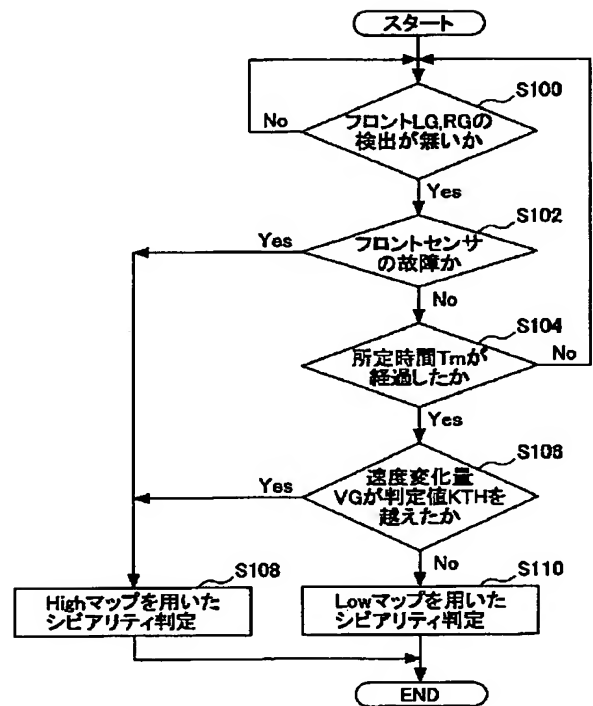 スタート
S100
フロントLG,RGの
検出が無いか
No
Yes
S102
フロントセンサ
の故障か
Yes
No
S104
所定時間Tmが
経過したか
No
Yes
S106
速度変化量
VGが判定値KTHを
越えたか
Yes
No
S108
Highマップを用いた
シビアリティ判定
S110
Lowマップを用いた
シビアリティ判定
END